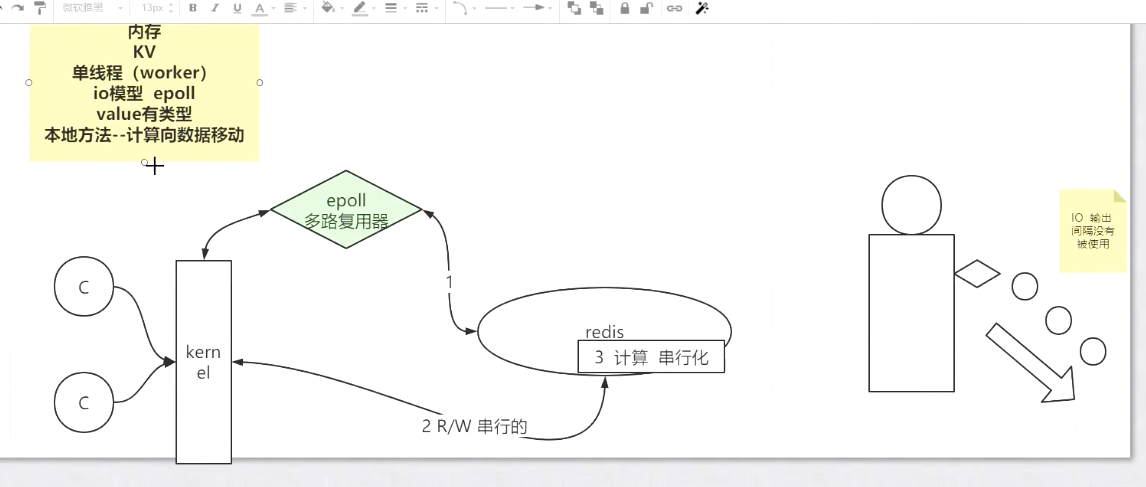 微软雅黑
13px
B
I
U
A
内存
KV
单线程（worker）
io模型 epoll
value有类型
本地方法--计算向数据移动
epoll
多路复用器
1
C
C
kern
el
redis
3 计算 串行化
2 R/W 串行的
IO 输出
间隔没有
被使用